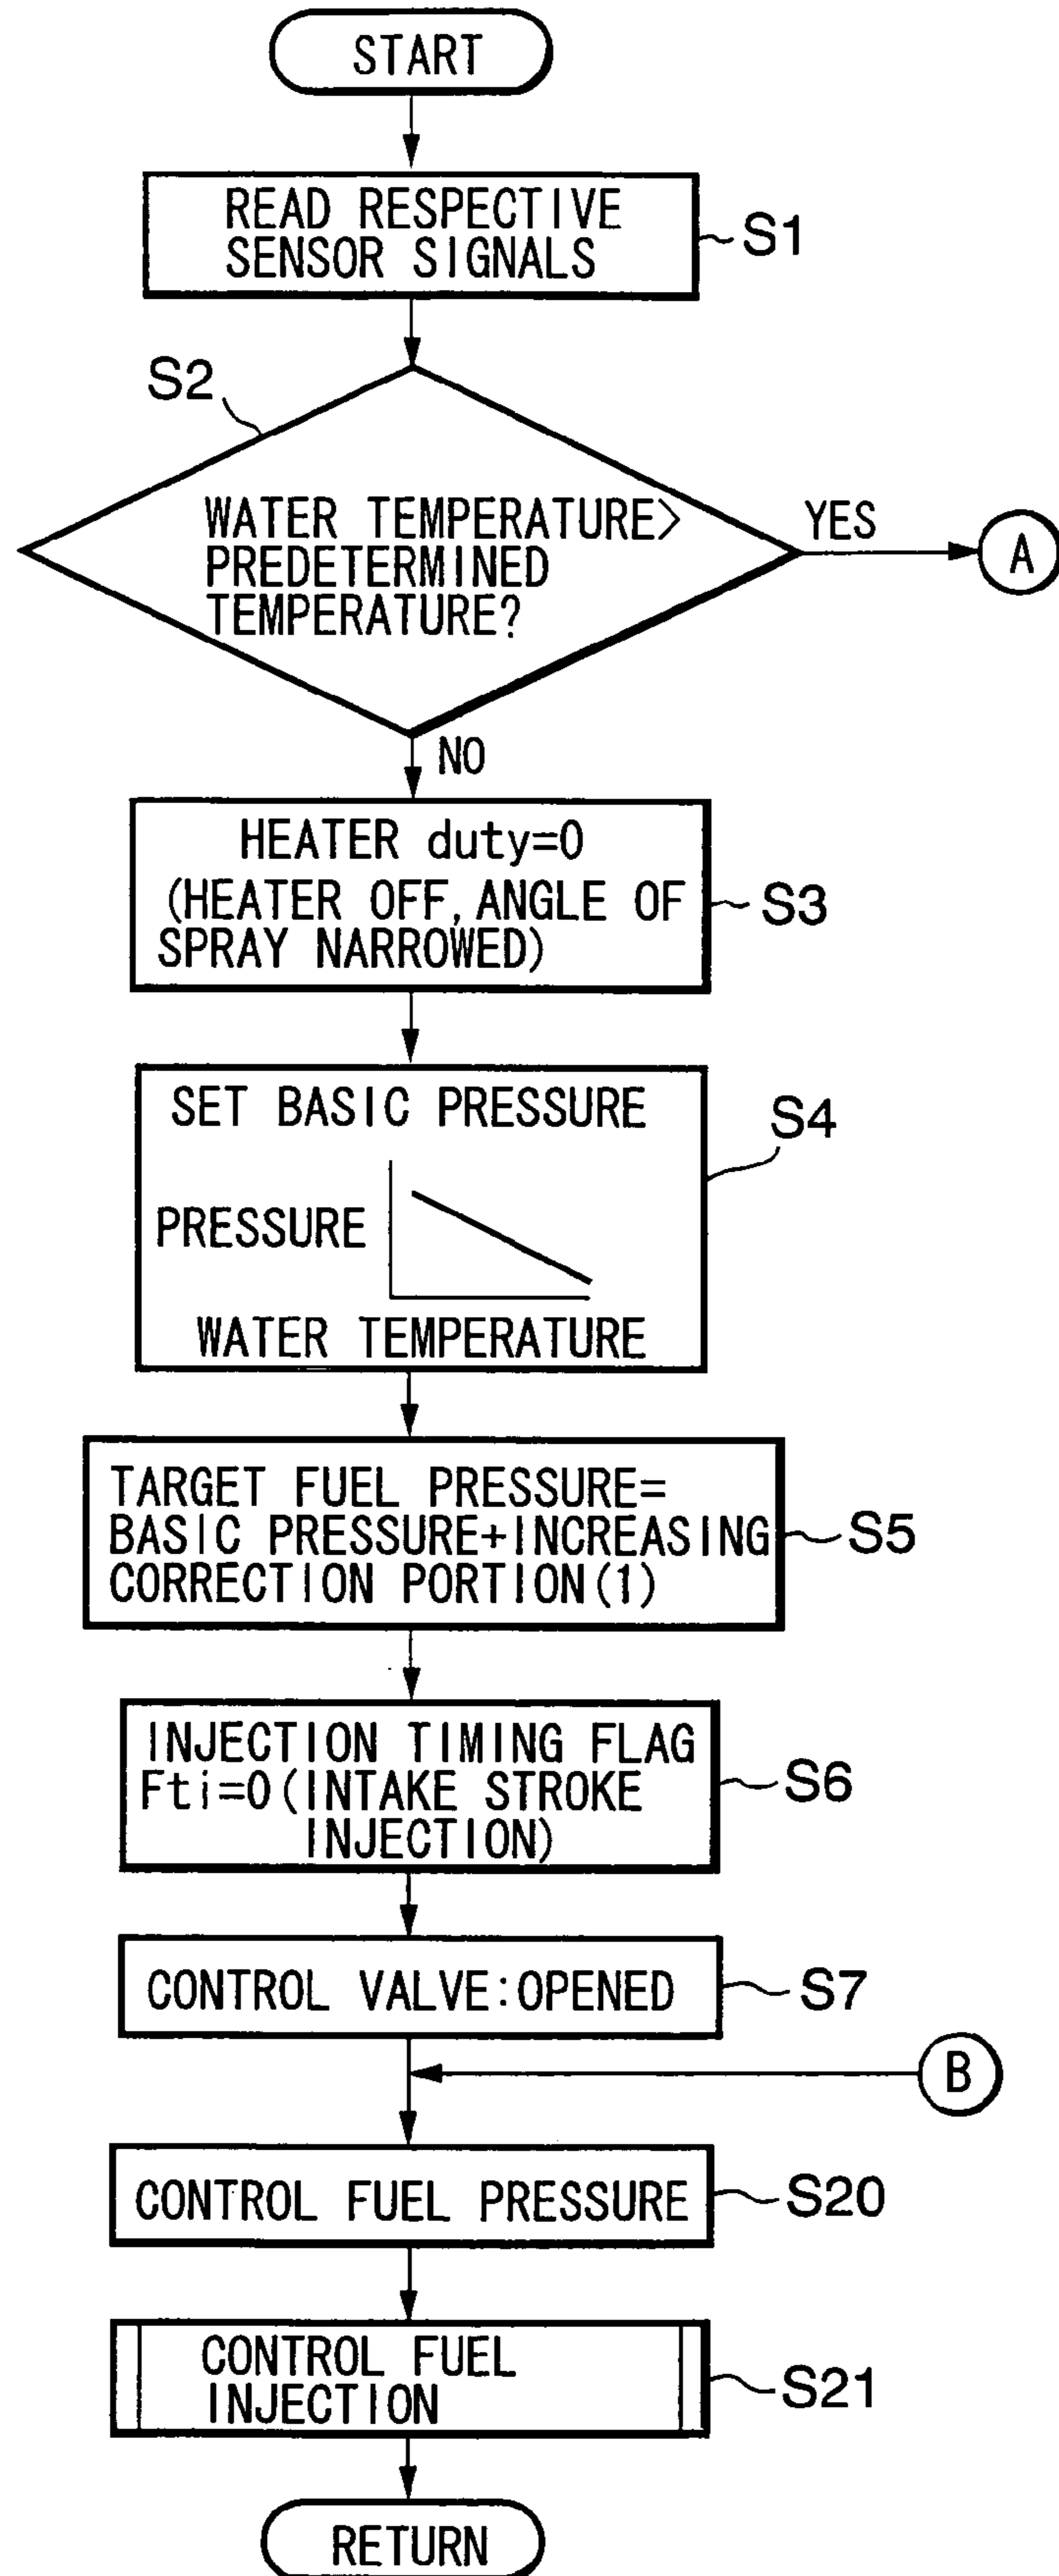 START
READ RESPECTIVE
SENSOR SIGNALS
S1
S2
WATER TEMPERATURE>
PREDETERMINED
TEMPERATURE?
YES
A
NO
HEATER duty=0
(HEATER OFF, ANGLE OF
SPRAY NARROWED)
S3
SET BASIC PRESSURE
S4
PRESSURE
WATER TEMPERATURE
TARGET FUEL PRESSURE=
BASIC PRESSURE+INCREASING
CORRECTION PORTION(1)
S5
INJECTION TIMING FLAG
Fti=0(INTAKE STROKE
INJECTION)
S6
CONTROL VALVE:OPENED
S7
B
CONTROL FUEL PRESSURE
S20
CONTROL FUEL
INJECTION
S21
RETURN